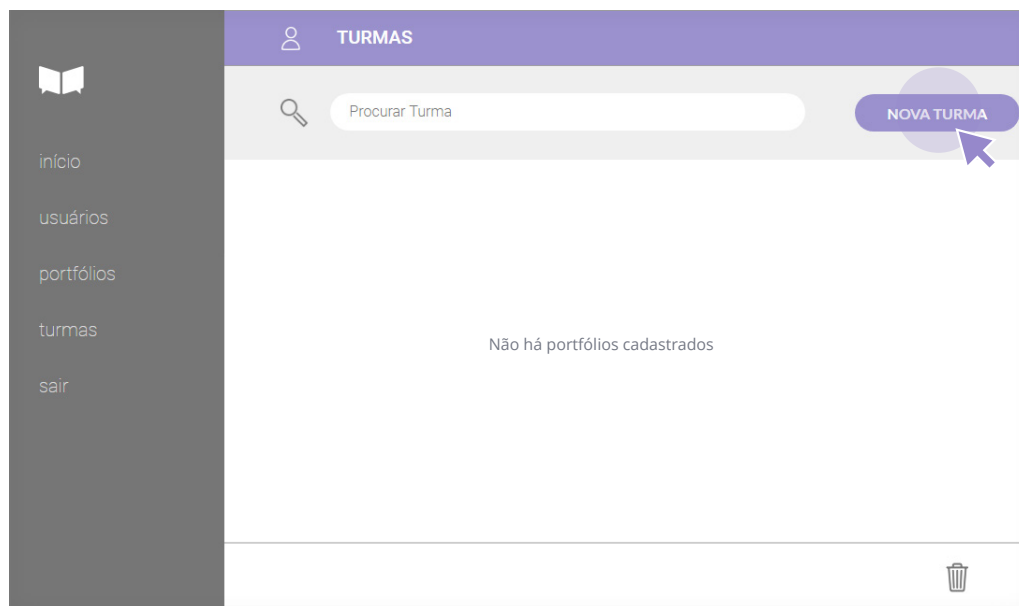 TURMAS
Procurar Turma
NOVA TURMA
início
usuários
portfólios
turmas
sair
Não há portfólios cadastrados